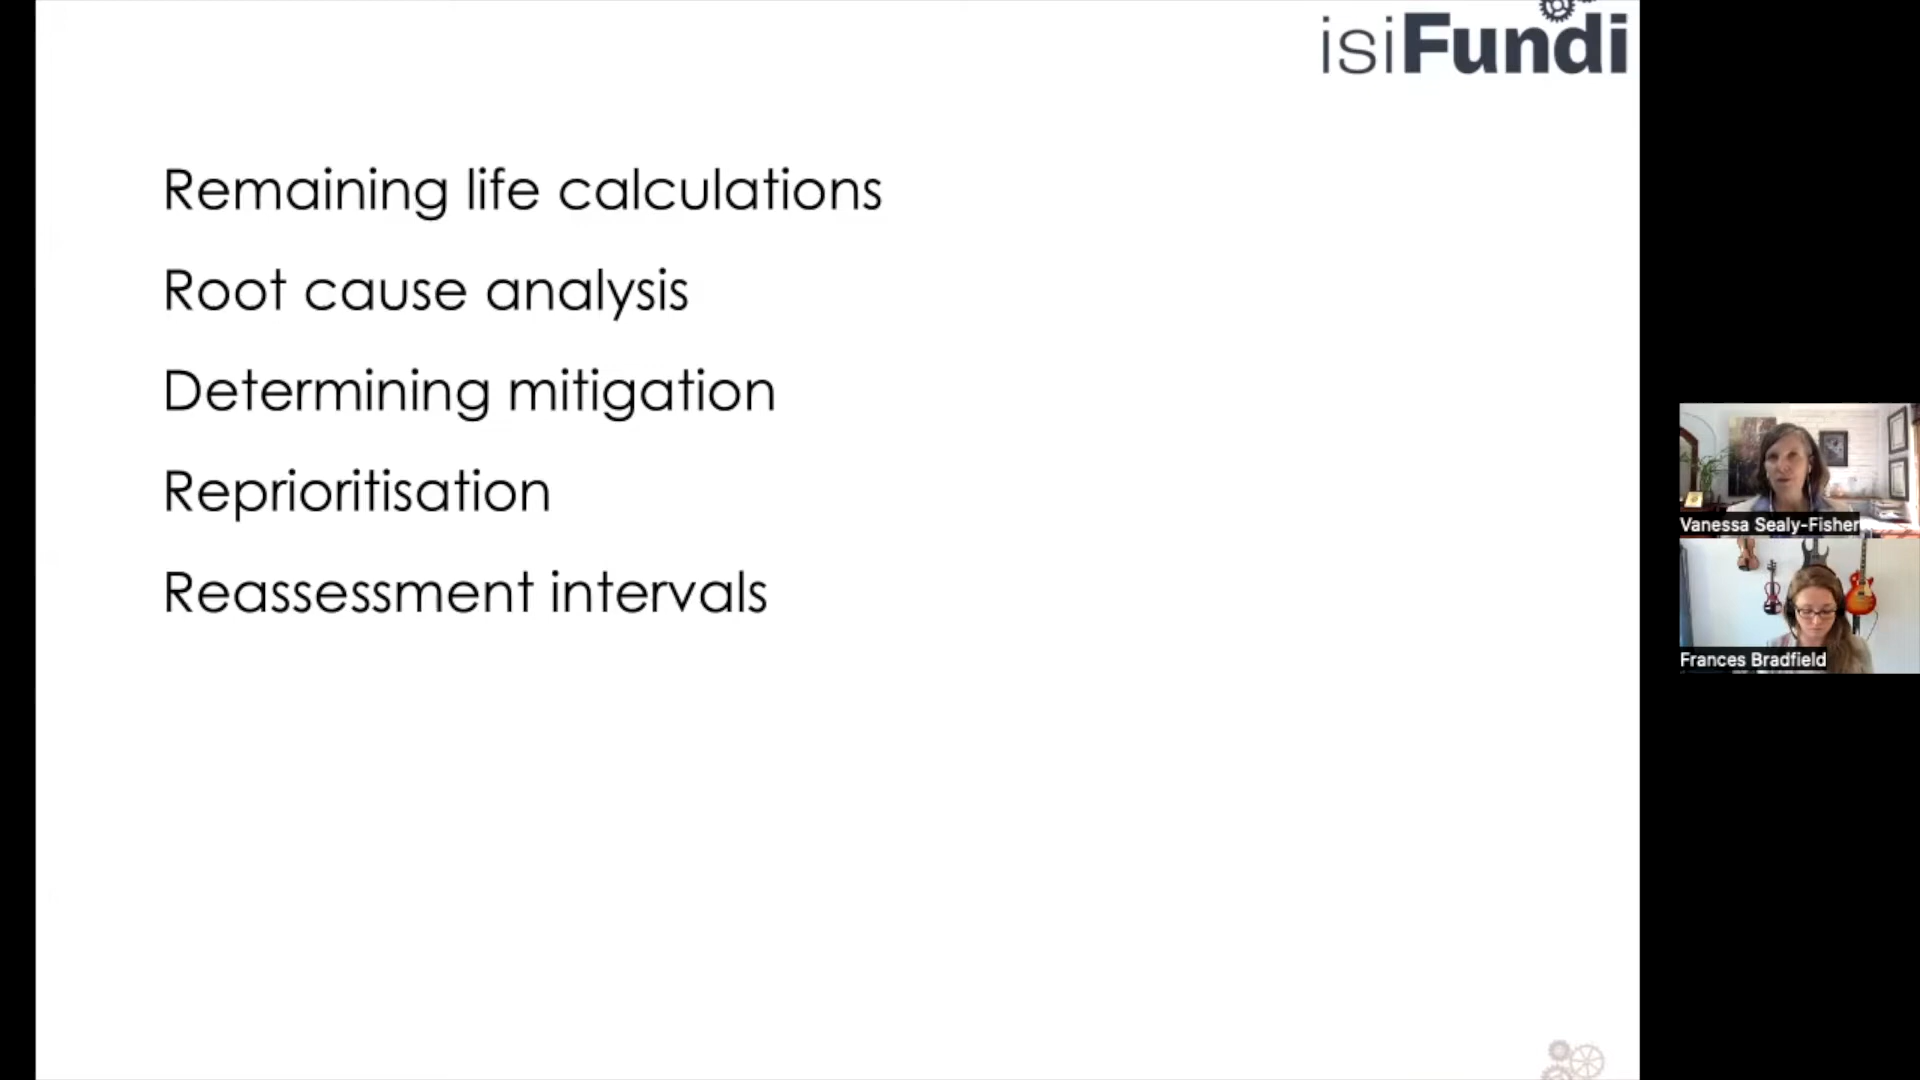 isiFundi
Remaining life calculations
Root cause analysis
Determining mitigation
Reprioritisation
Reassessment intervals
Vanessa Sealy-Fisher
Frances Bradfield